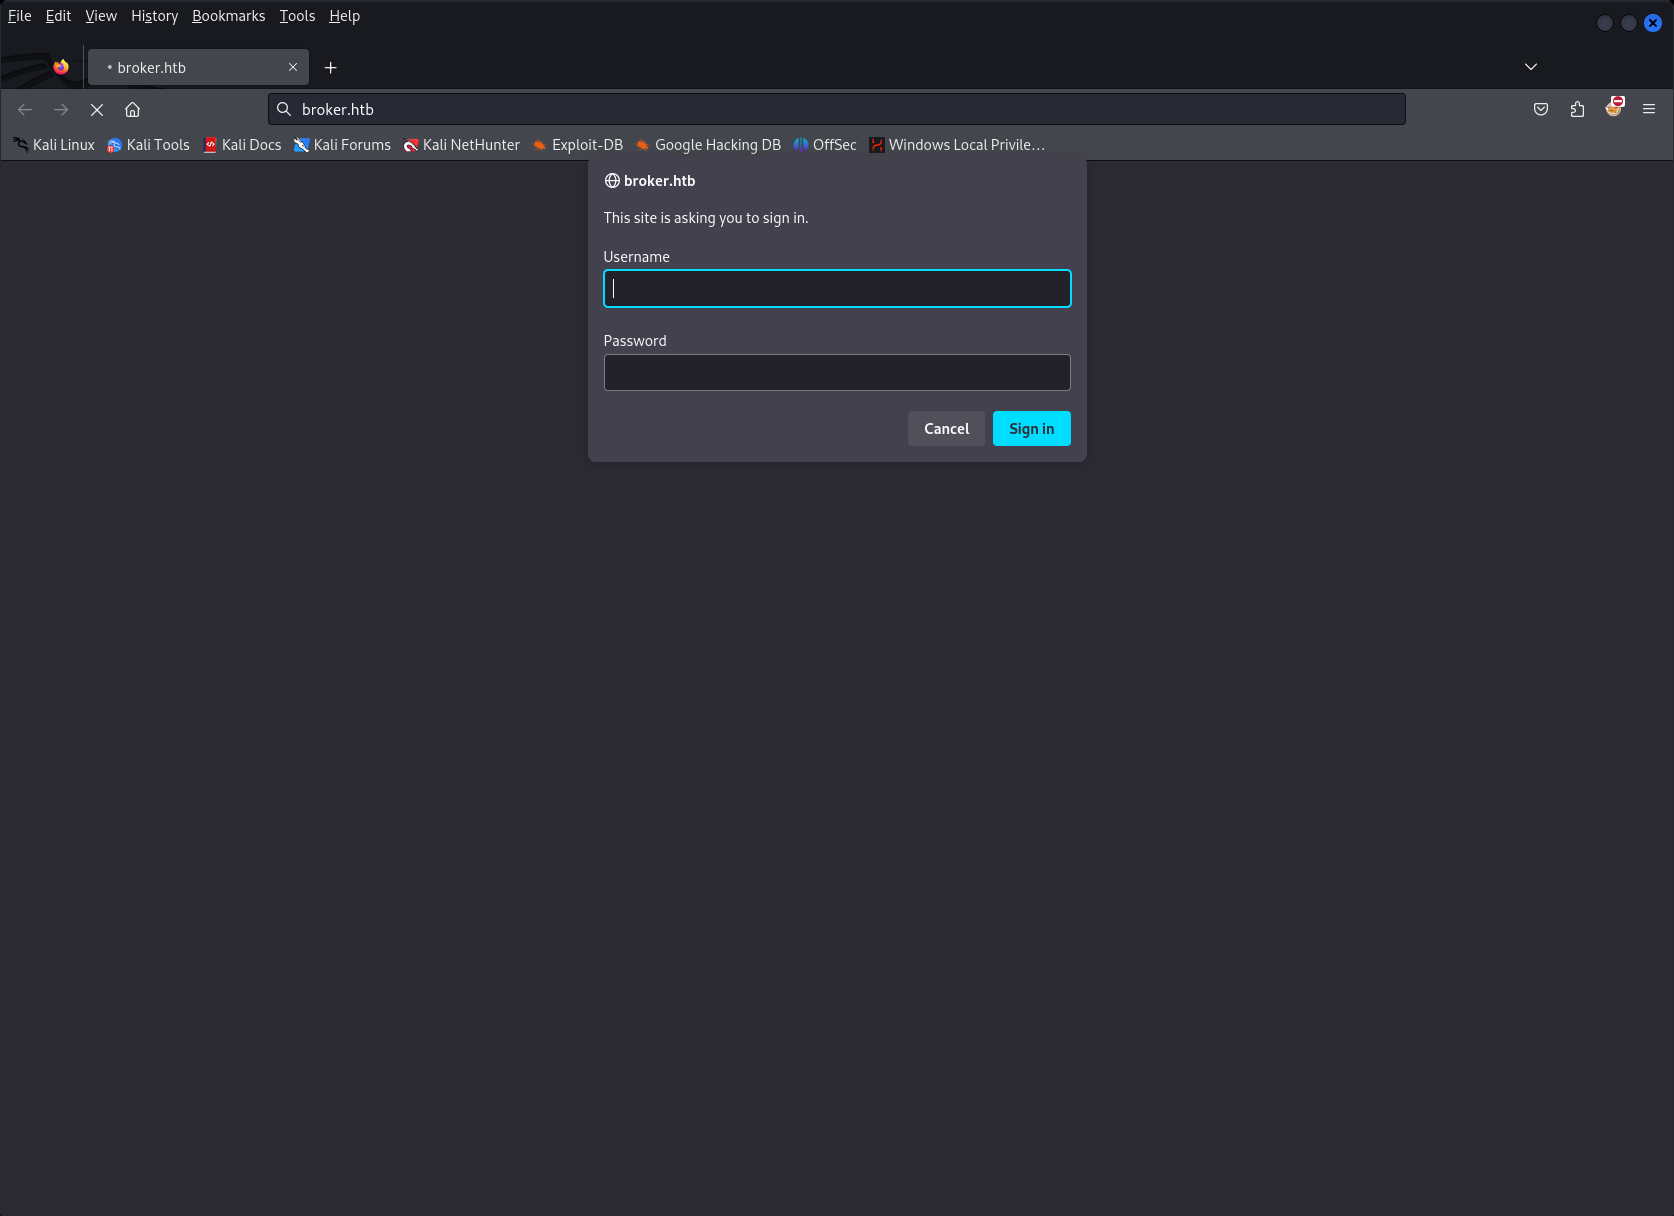 File Edit View History Bookmarks Tools Help
broker.htb
broker.htb
Kali Linux Kali Tools Kali Docs Kali Forums Kali NetHunter Exploit-DB Google Hacking DB OffSec Windows Local Privile…
broker.htb
This site is asking you to sign in.
Username
Password
Cancel Sign in